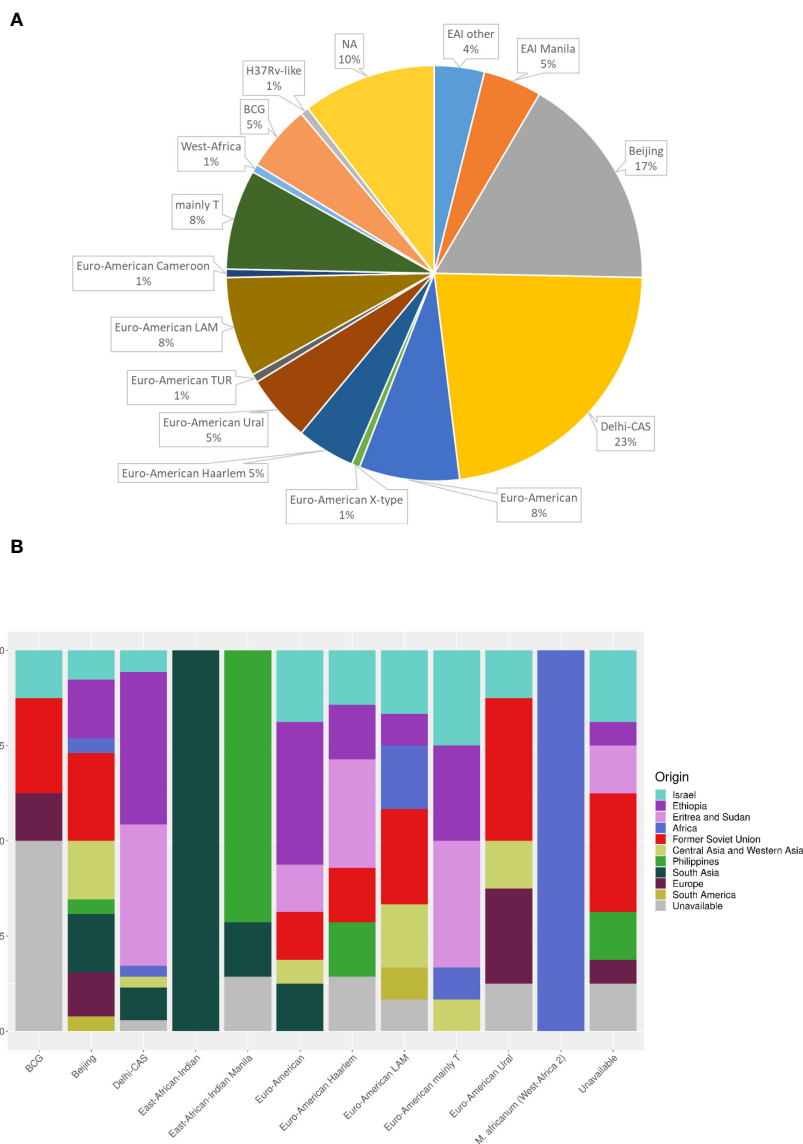 A
NA
10%
EAI other
4%
EAI Manila
5%
H37Rv-like
1%
BCG
5%
Beijing
17%
West-Africa
1%
mainly T
8%
Euro-American Cameroon
1%
Euro-American LAM
8%
Euro-American TUR
1%
Delhi-CAS
23%
Euro-American Ural
5%
Euro-American Haarlem 5%
Euro-American X-type
1%
Euro-American
8%
B
0
5
0
5
0
Origin
Israel
Ethiopia
Eritrea and Sudan
Africa
Former Soviet Union
Central Asia and Western Asia
Philippines
South Asia
Europe
South America
Unavailable
BCG
Beijing
Delhi-CAS
East-African-Indian
East-African-Indian Manila
Euro-American
Euro-American Haarlem
Euro-American LAM
Euro-American mainly T
Euro-American Ural
M. africanum (West-Africa 2)
Unavailable